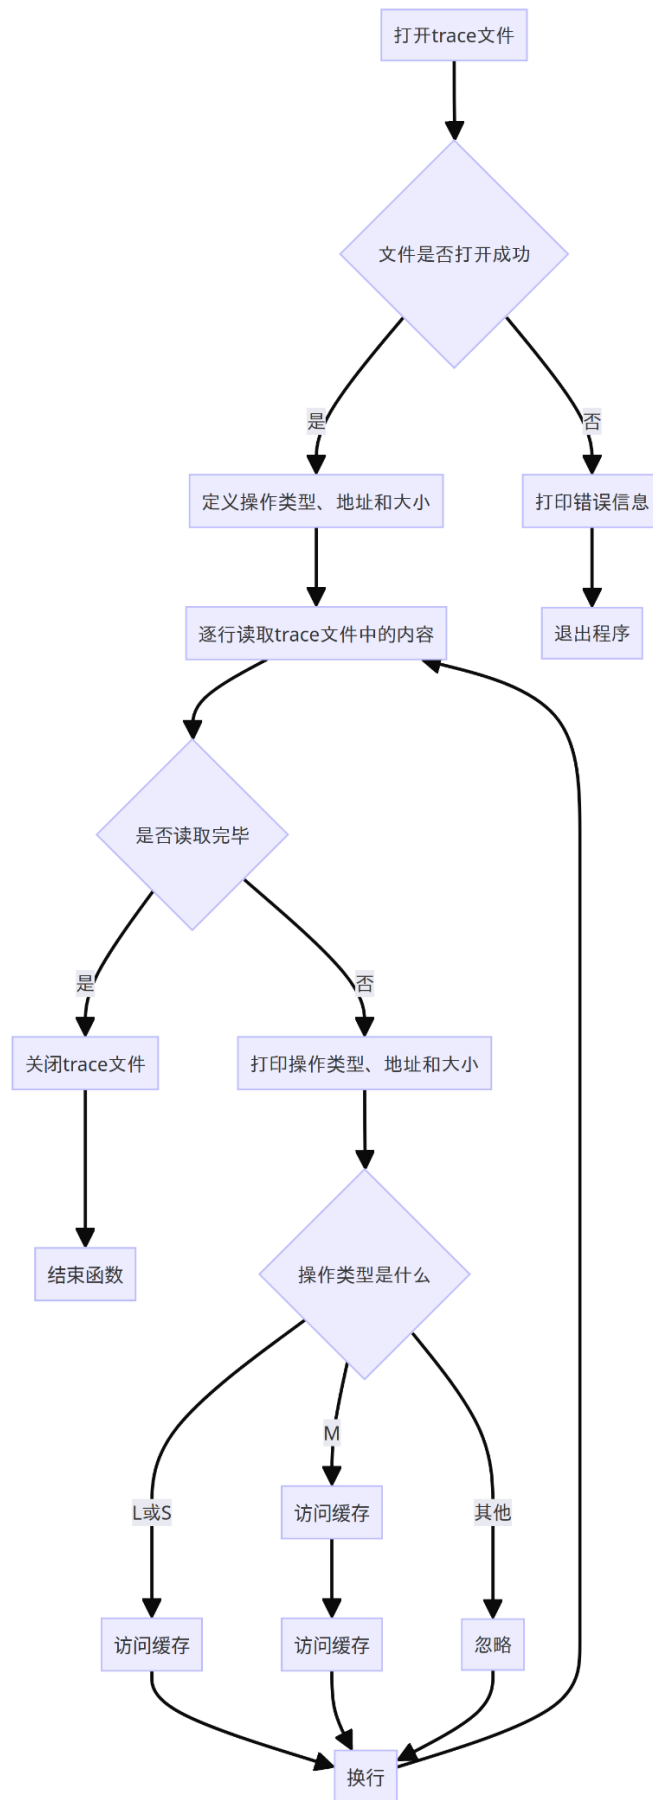 打开trace文件
文件是否打开成功
是
否
定义操作类型、地址和大小
打印错误信息
逐行读取trace文件中的内容
退出程序
是否读取完毕
是
否
关闭trace文件
打印操作类型、地址和大小
结束函数
操作类型是什么
M
L或S
访问缓存
其他
访问缓存
访问缓存
忽略
换行